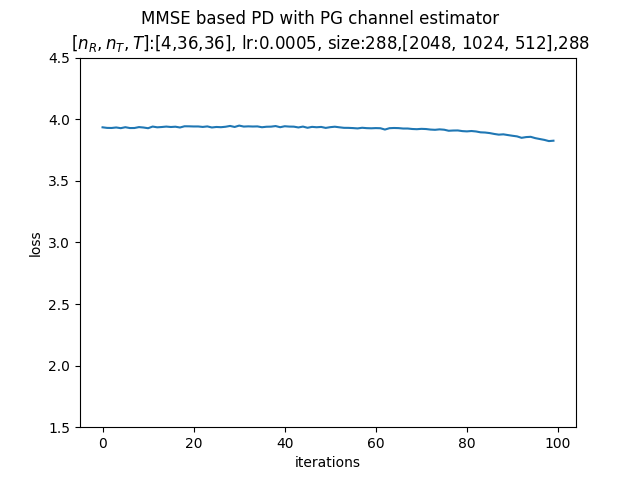 MMSE based PD with PG channel estimator
[n_R, n_T, T]:[4,36,36], lr:0.0005, size:288,[2048, 1024, 512],288
4.5
4.0
3.5
3.0
2.5
2.0
1.5
loss
0 20 40 60 80 100
iterations